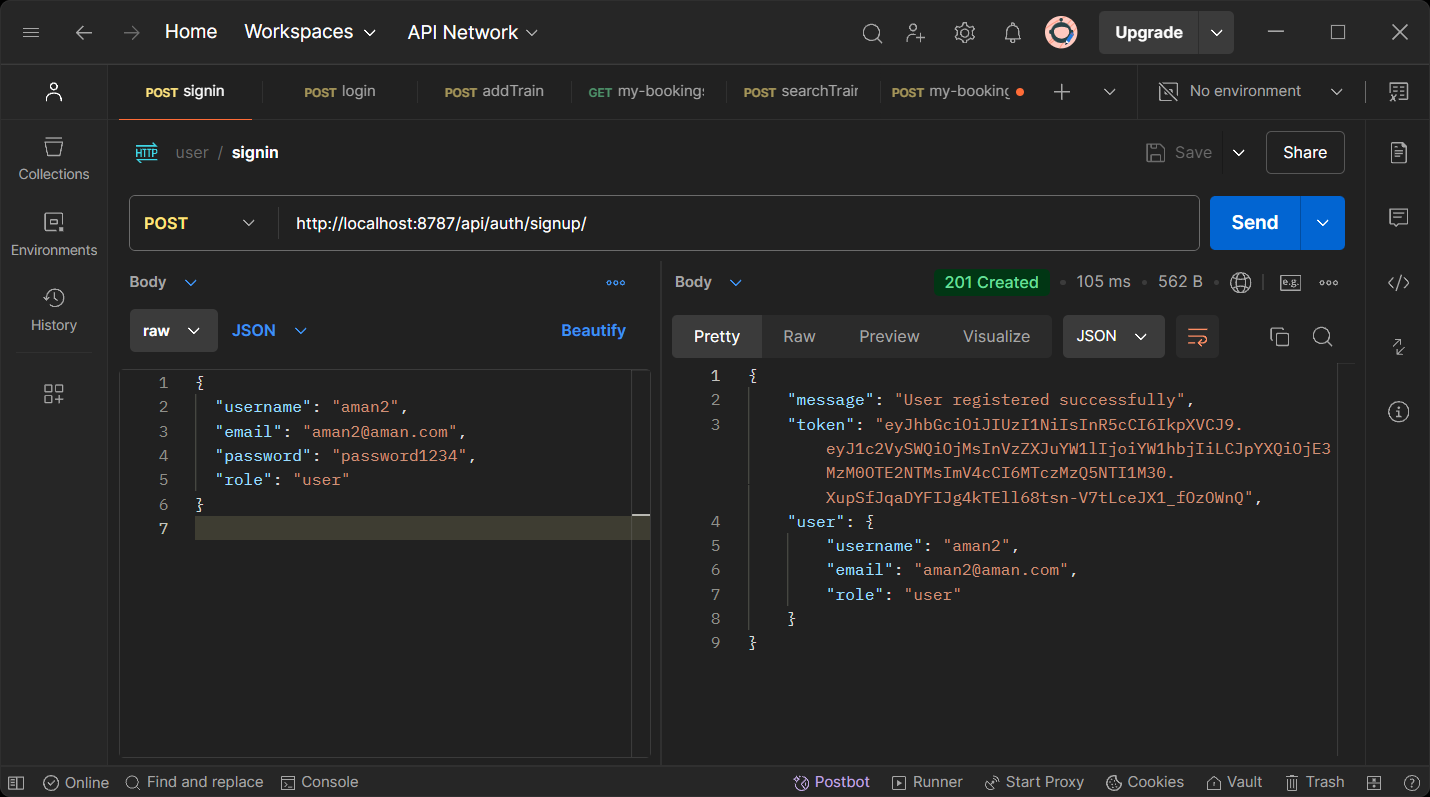 Home Workspaces API Network Upgrade
POST signin POST login POST addTrain GET my-bookings POST searchTrain POST my-booking No environment
HTTP user / signin Save Share
Collections
Environments
History
POST http://localhost:8787/api/auth/signup/ Send
Body
raw JSON Beautify
1 {
2 "username": "aman2",
3 "email": "aman2@aman.com",
4 "password": "password1234",
5 "role": "user"
6 }
7
Body 201 Created 105 ms 562 B e.g.
Pretty Raw Preview Visualize JSON
1 {
2 "message": "User registered successfully",
3 "token": "eyJhbGciOiJIUzI1NiIsInR5cCI6IkpXVCJ9.
eyJ1c2VySWQiOjMsInVzZXJuYW1lIjoiYW1hbjIiLCJpYXQiOjE3
MzM0OTE2NTMsImV4cCI6MTczMzQ5NTI1M30.
XupSfJqaDYFIJg4kTEll68tsn-V7tLceJX1_fOzOWnQ",
4 "user": {
5 "username": "aman2",
6 "email": "aman2@aman.com",
7 "role": "user"
8 }
9 }
Online Find and replace Console Postbot Runner Start Proxy Cookies Vault Trash